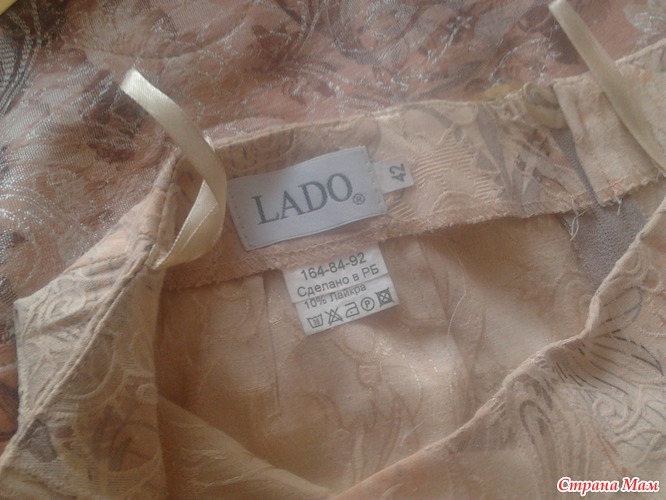 LADO®
42
164-84-92
Сделано в РБ
10% Лайкра
Страна Мам